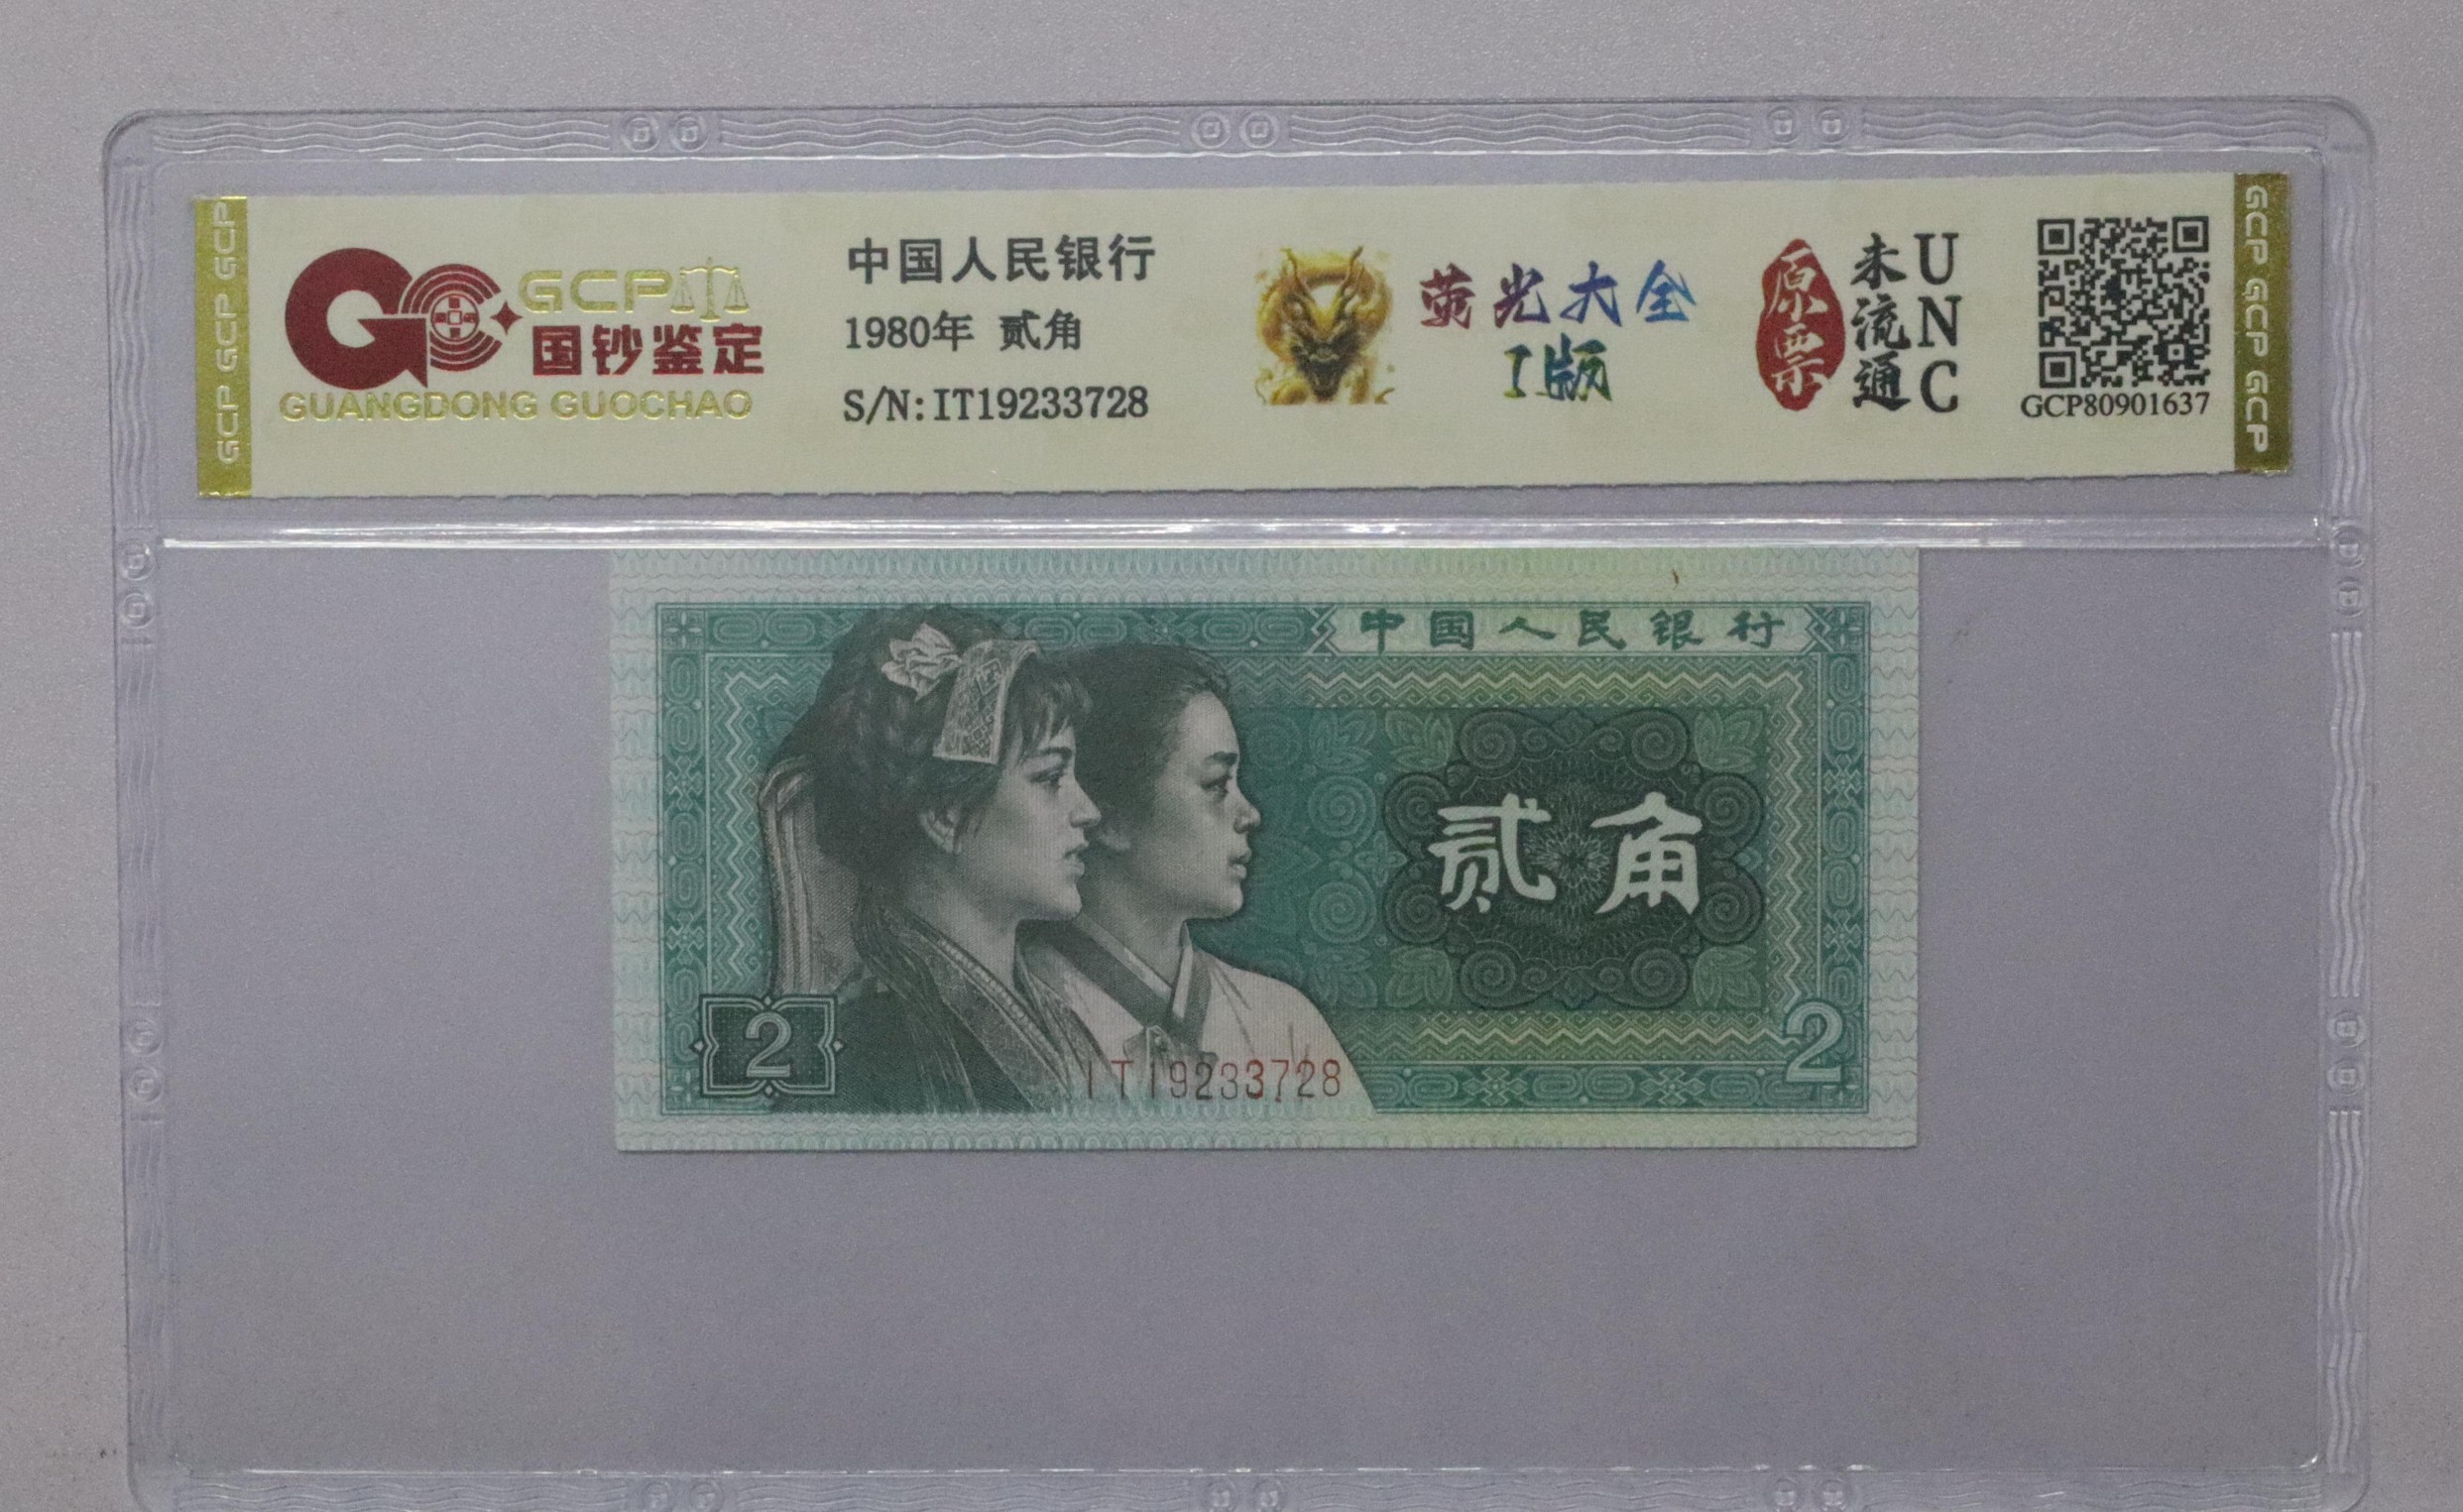 GCP GCP GCP
GCP
国钞鉴定
GUANGDONG GUOCHAO
中国人民银行
1980年 贰角
S/N:IT19233728
荧光大全
I版
原票
未流通
UNC
GCP80901637
GCP GCP GCP
中国人民银行
贰角
2
2
IT19233728